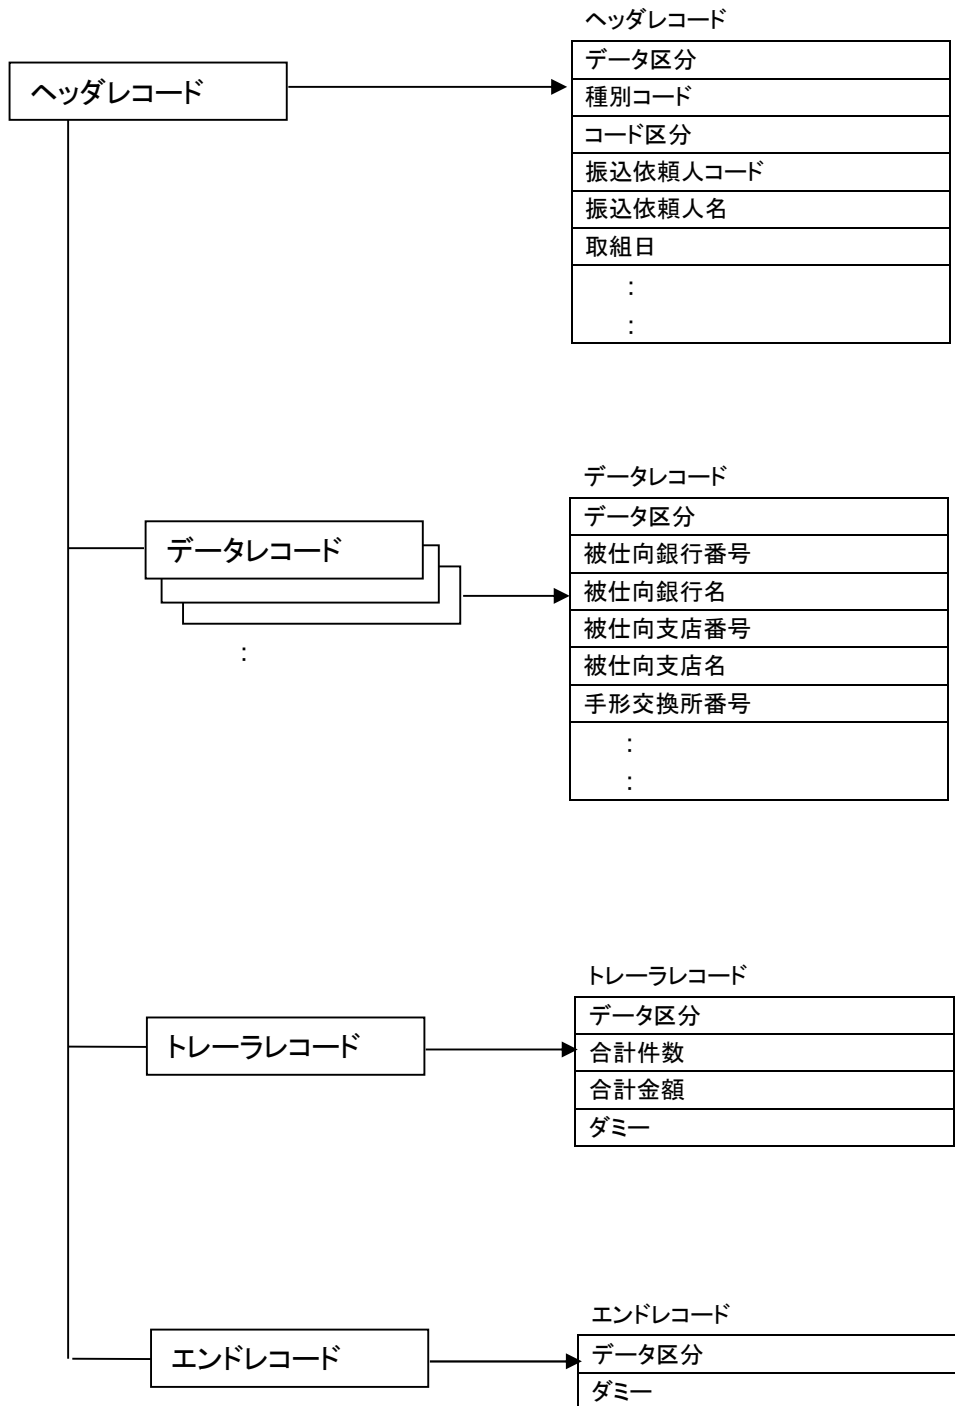 ヘッダレコード
ヘッダレコード
データ区分
種別コード
コード区分
振込依頼人コード
振込依頼人名
取組日
:
:
データレコード
:
データレコード
データ区分
被仕向銀行番号
被仕向銀行名
被仕向支店番号
被仕向支店名
手形交換所番号
:
:
トレーラレコード
トレーラレコード
データ区分
合計件数
合計金額
ダミー
エンドレコード
エンドレコード
データ区分
ダミー